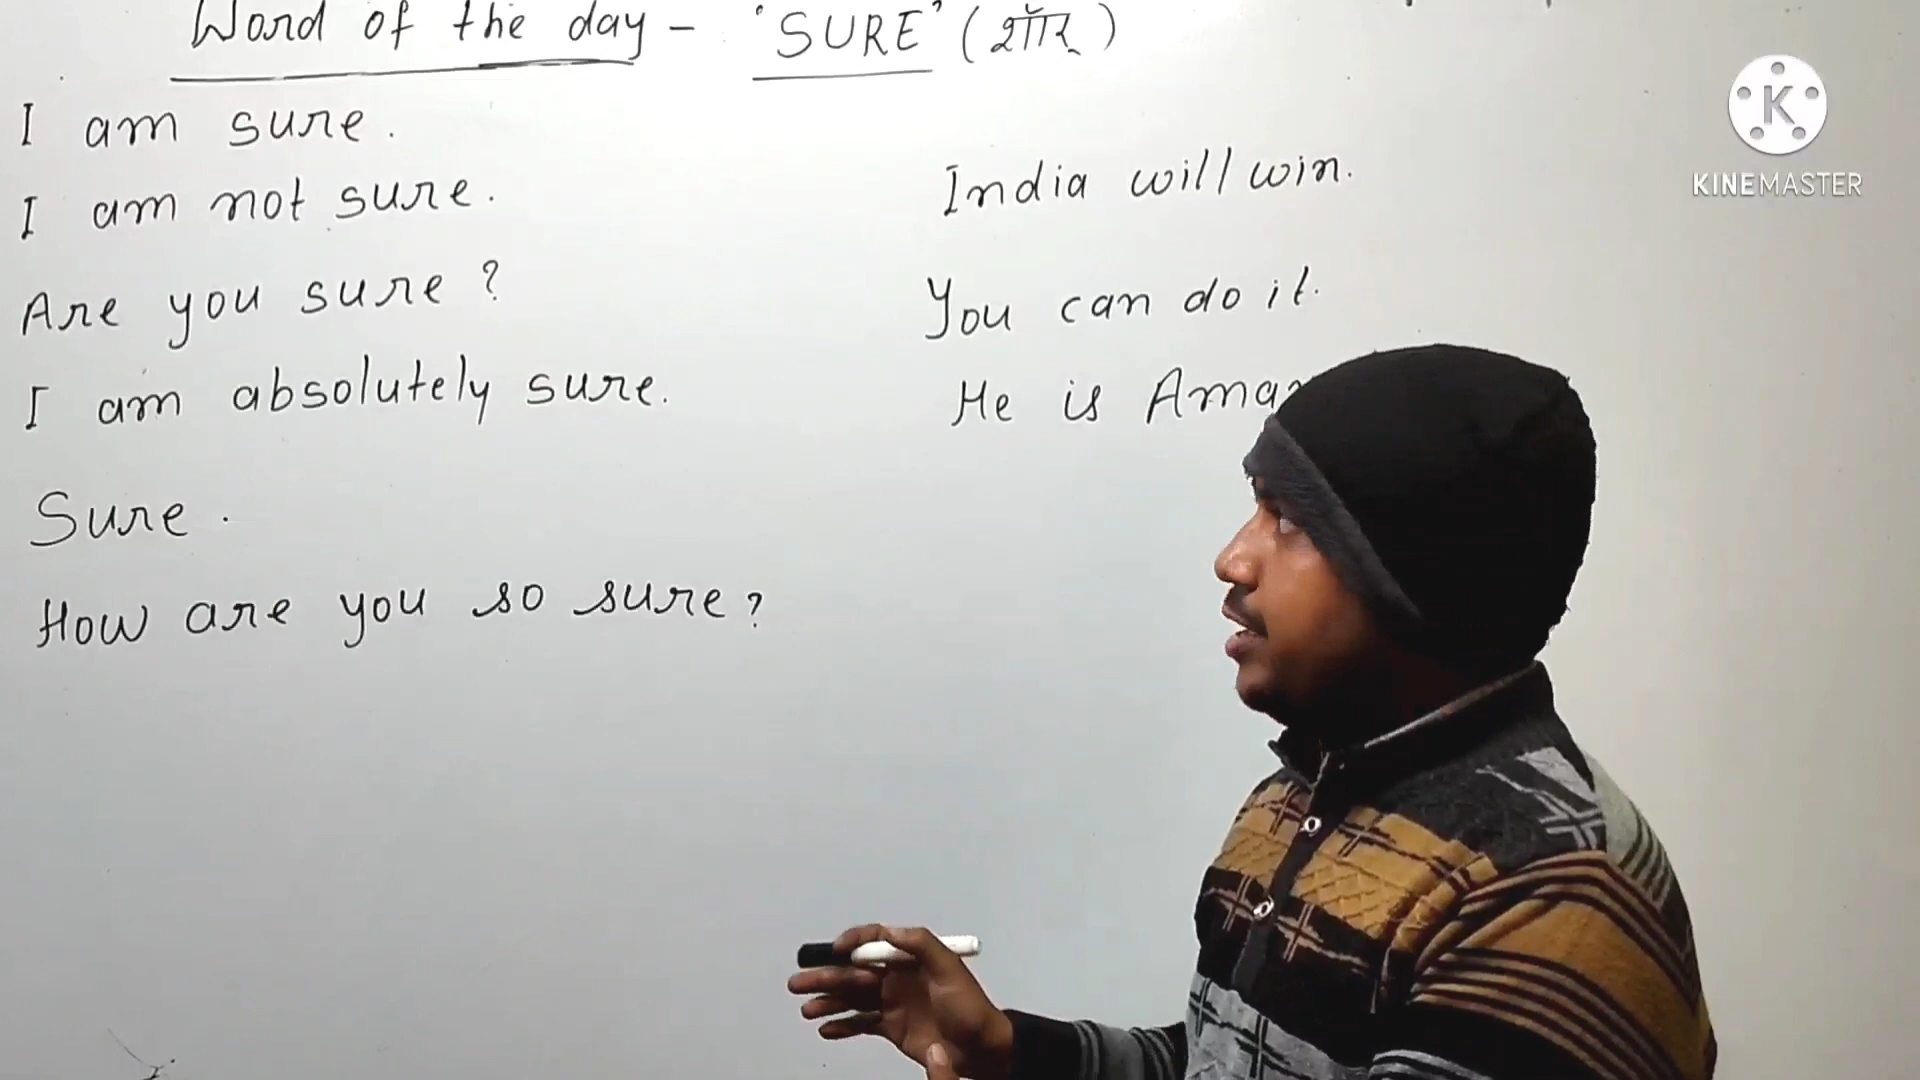 Word of the day - 'SURE' (शॉर)
I am sure.
I am not sure.
Are you sure?
I am absolutely sure.
Sure.
How are you so sure?
India will win.
You can do it.
He is
K
KINEMASTER